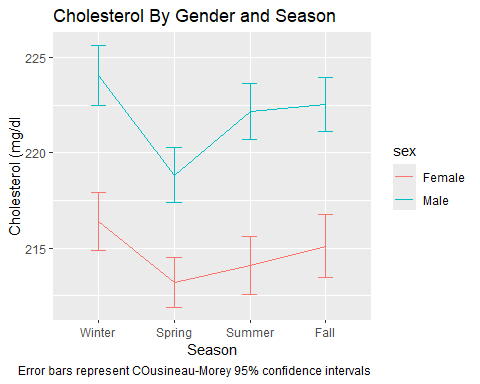 Cholesterol By Gender and Season
225
220
215
Cholesterol (mg/dl
Winter
Spring
Summer
Fall
Season
sex
Female
Male
Error bars represent COusineau-Morey 95% confidence intervals